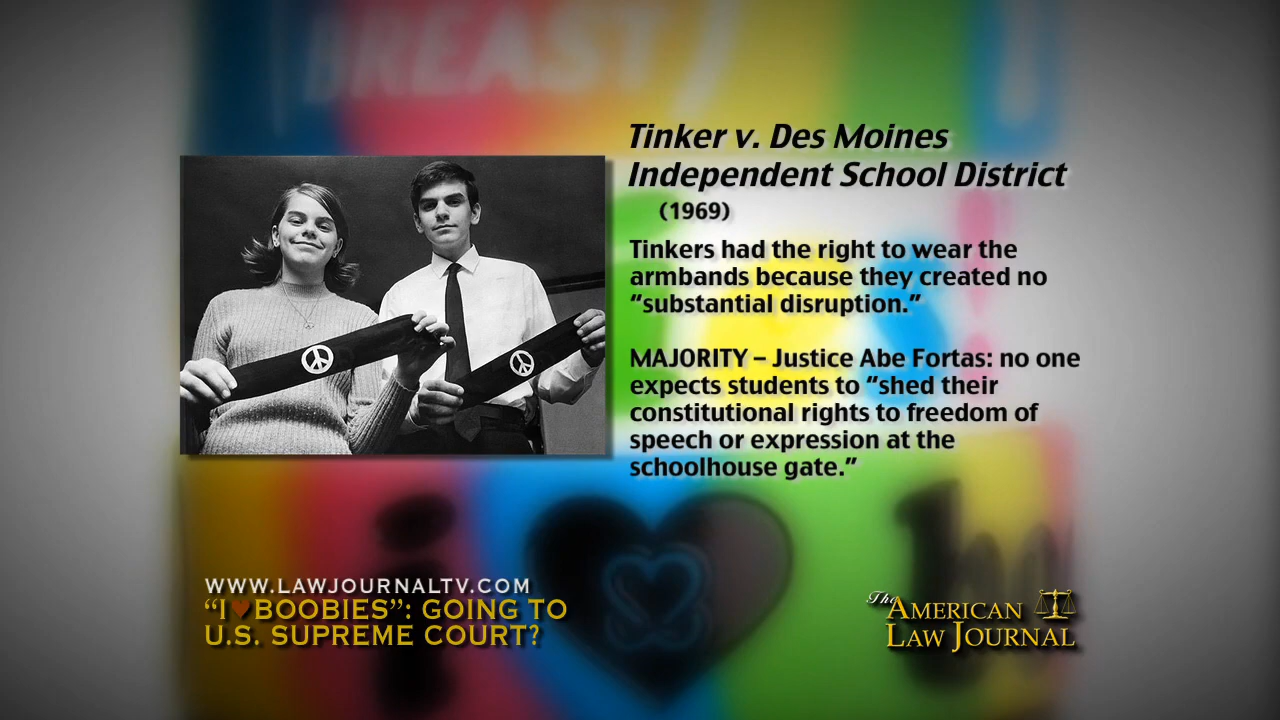 (BREAST)
Tinker v. Des Moines
Independent School District
(1969)
Tinkers had the right to wear the
armbands because they created no
“substantial disruption.”
MAJORITY – Justice Abe Fortas: no one
expects students to “shed their
constitutional rights to freedom of
speech or expression at the
schoolhouse gate.”
i
WWW.LAWJOURNALTV.COM
“I♥BOOBIES”: GOING TO
U.S. SUPREME COURT?
The
AMERICAN
LAW JOURNAL